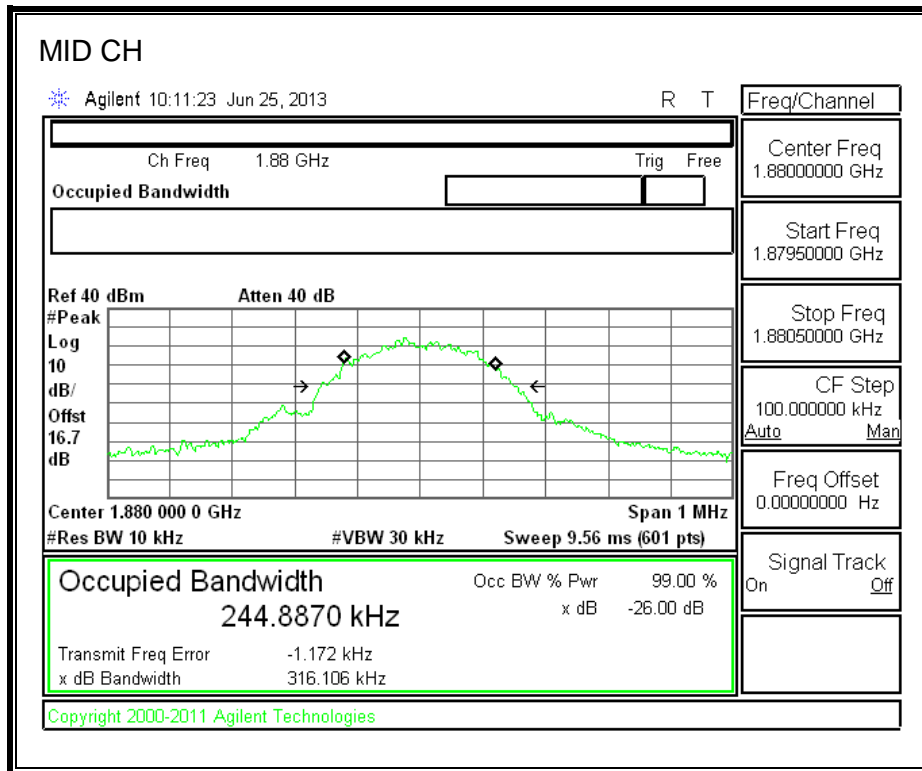 MID CH
Agilent 10:11:23 Jun 25, 2013 R T
Freq/Channel
Ch Freq 1.88 GHz Trig Free
Occupied Bandwidth
Center Freq
1.88000000 GHz
Start Freq
1.87950000 GHz
Stop Freq
1.88050000 GHz
CF Step
100.000000 kHz
Auto Man
Freq Offset
0.00000000 Hz
Signal Track
On Off
Ref 40 dBm Atten 40 dB
#Peak
Log
10
dB/
Offst
16.7
dB
Center 1.880 000 0 GHz Span 1 MHz
#Res BW 10 kHz #VBW 30 kHz Sweep 9.56 ms (601 pts)
Occupied Bandwidth
244.8870 kHz
Occ BW % Pwr 99.00 %
x dB -26.00 dB
Transmit Freq Error -1.172 kHz
x dB Bandwidth 316.106 kHz
Copyright 2000-2011 Agilent Technologies